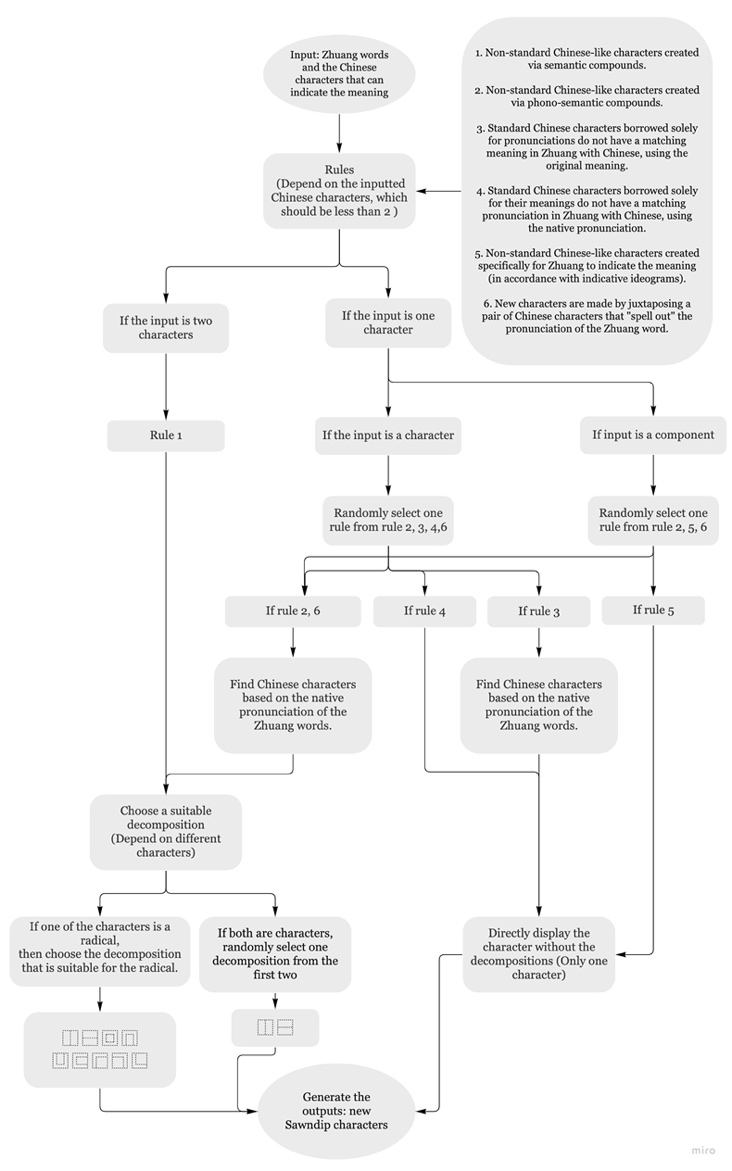 Input: Zhuang words
and the Chinese
characters that can
indicate the meaning
1. Non-standard Chinese-like characters created
via semantic compounds.
2. Non-standard Chinese-like characters created
via phono-semantic compounds.
3. Standard Chinese characters borrowed solely
for pronunciations do not have a matching
meaning in Zhuang with Chinese, using the
original meaning.
4. Standard Chinese characters borrowed solely
for their meanings do not have a matching
pronunciation in Zhuang with Chinese, using
the native pronunciation.
5. Non-standard Chinese-like characters created
specifically for Zhuang to indicate the meaning
(in accordance with indicative ideograms).
6. New characters are made by juxtaposing a
pair of Chinese characters that "spell out" the
pronunciation of the Zhuang word.
Rules
(Depend on the inputted
Chinese characters, which
should be less than 2 )
If the input is two
characters
If the input is one
character
Rule 1
If the input is a character
If input is a component
Randomly select one
rule from rule 2, 3, 4,6
Randomly select one
rule from rule 2, 5, 6
If rule 2, 6
If rule 4
If rule 3
If rule 5
Find Chinese characters
based on the native
pronunciation of the
Zhuang words.
Find Chinese characters
based on the native
pronunciation of the
Zhuang words.
Choose a suitable
decomposition
(Depend on different
characters)
If one of the characters is a
radical,
then choose the decomposition
that is suitable for the radical.
If both are characters,
randomly select one
decomposition from the
first two
Directly display the
character without the
decompositions (Only one
character)
Generate the
outputs: new
Sawndip characters
miro